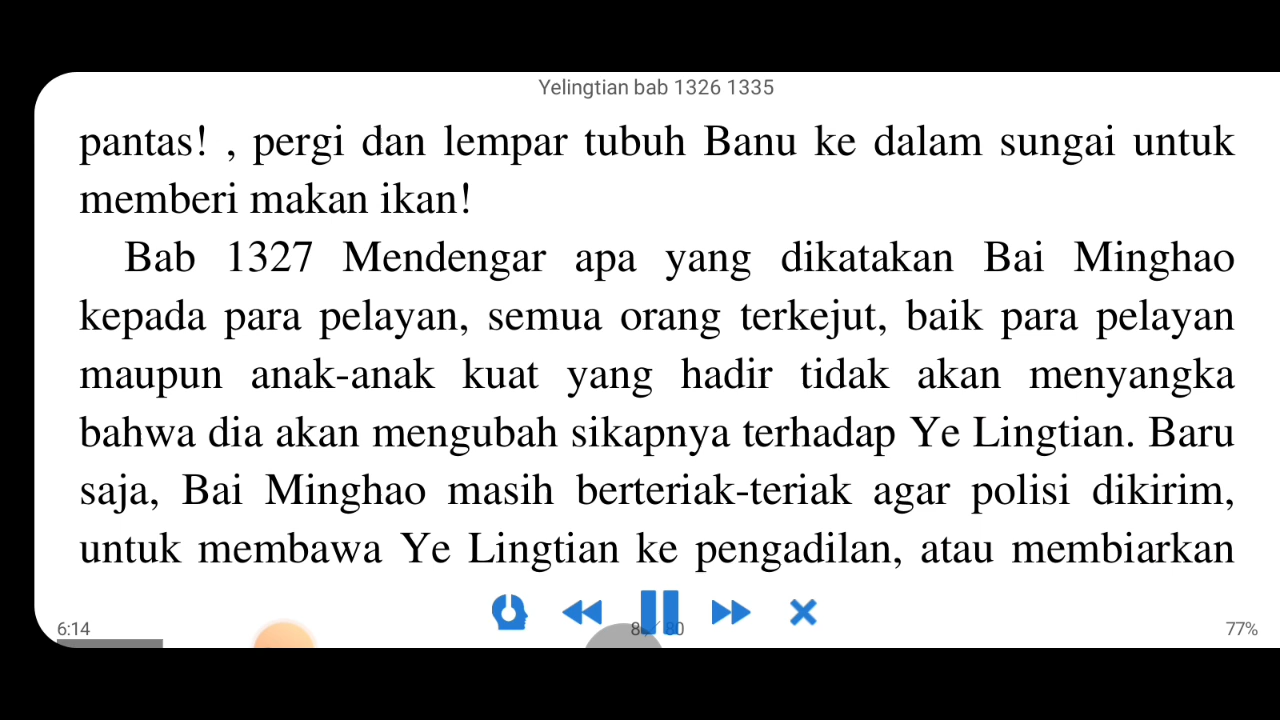 Yelingtian bab 1326 1335
pantas! , pergi dan lempar tubuh Banu ke dalam sungai untuk
memberi makan ikan!
Bab 1327 Mendengar apa yang dikatakan Bai Minghao
kepada para pelayan, semua orang terkejut, baik para pelayan
maupun anak-anak kuat yang hadir tidak akan menyangka
bahwa dia akan mengubah sikapnya terhadap Ye Lingtian. Baru
saja, Bai Minghao masih berteriak-teriak agar polisi dikirim,
untuk membawa Ye Lingtian ke pengadilan, atau membiarkan
6:14
77%